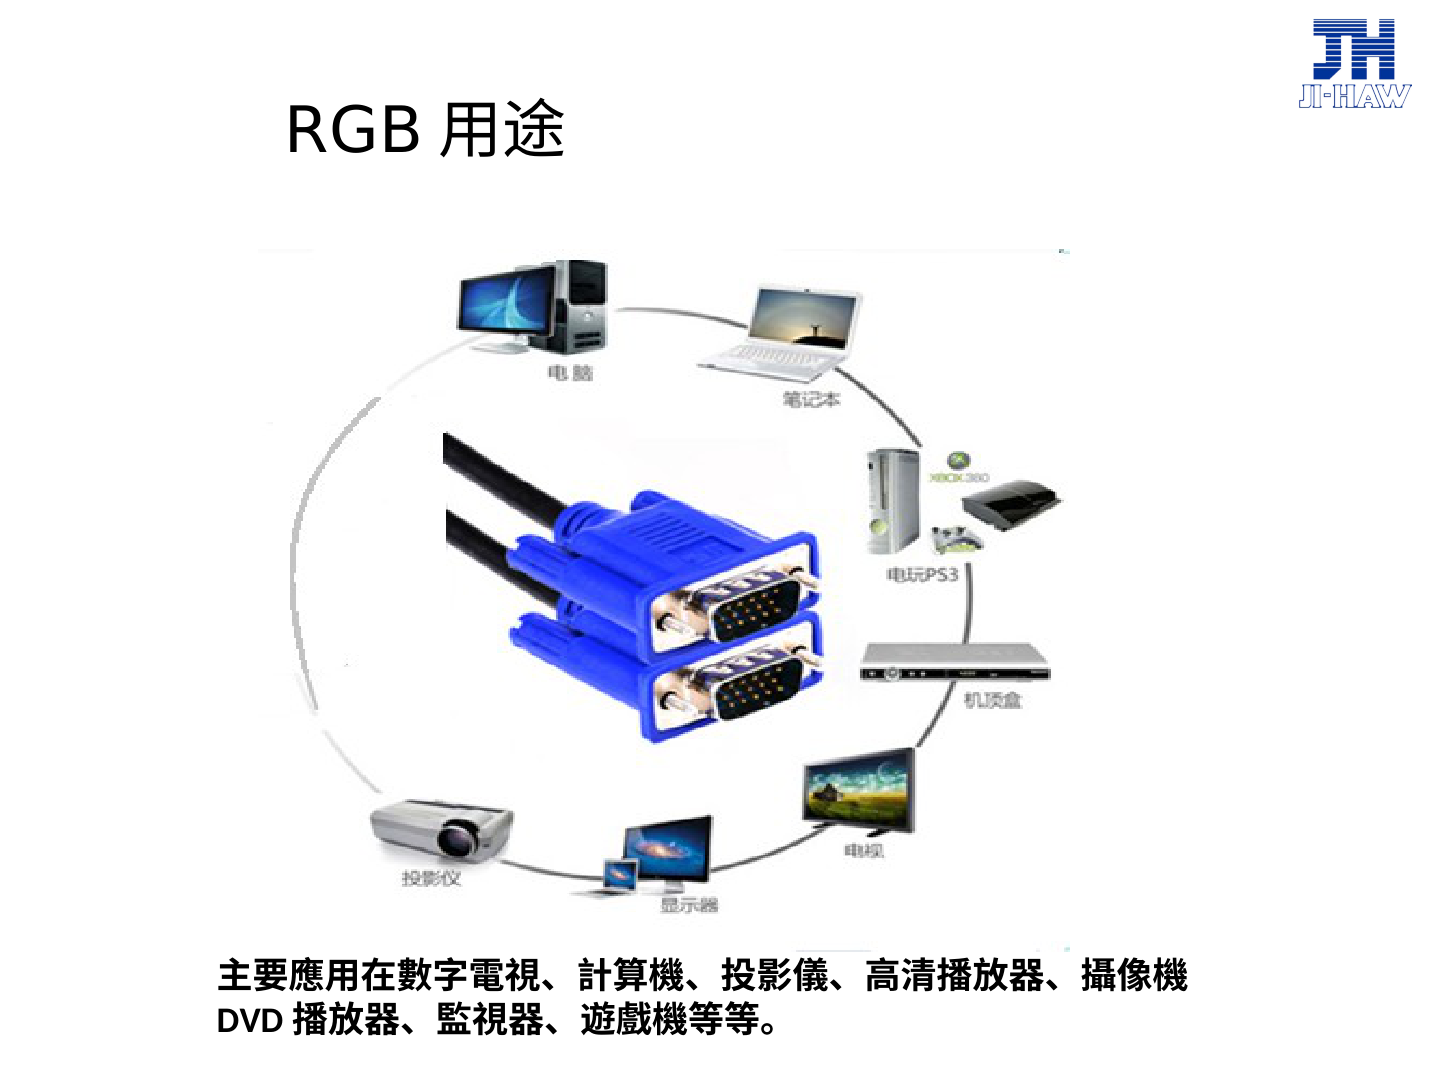 JI-HAW
RGB 用途
电脑
笔记本
XBOX 360
电玩PS3
机顶盒
电视
显示器
投影仪
主要應用在數字電視、計算機、投影儀、高清播放器、攝像機
DVD 播放器、監視器、遊戲機等等。